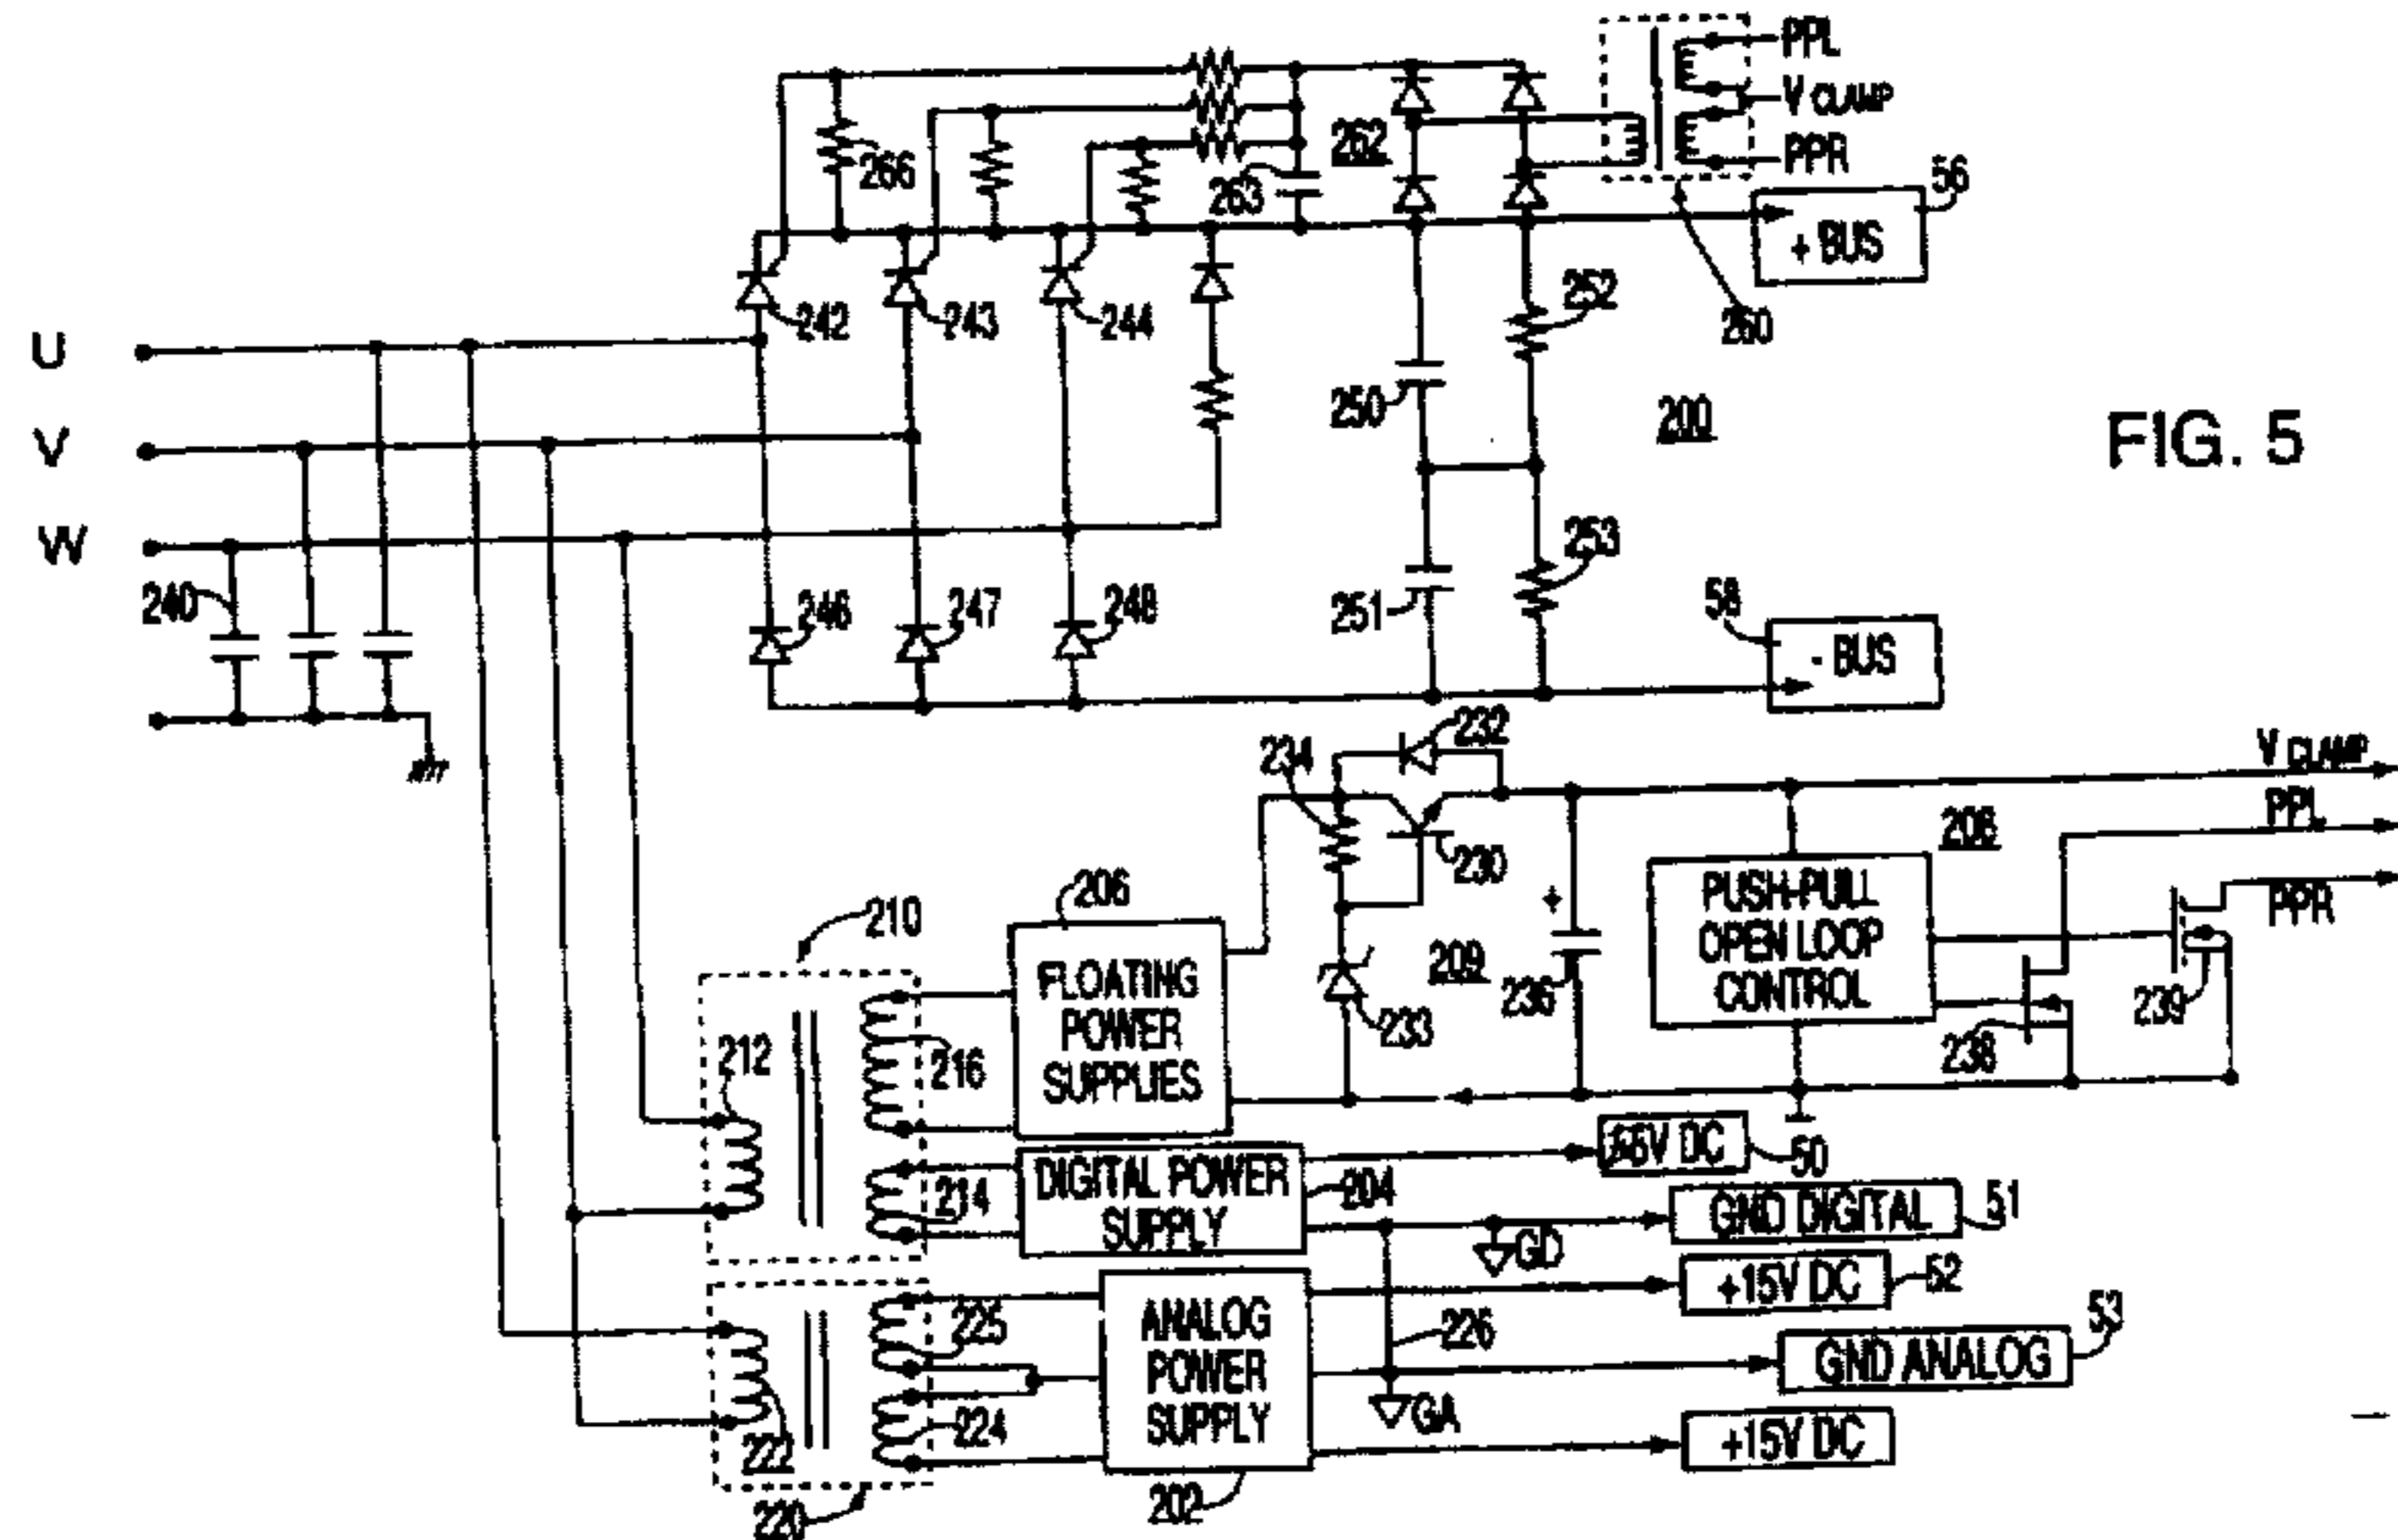 PPL
V CLAMP
PPR
266
262
263
56
+ BUS
242
243
244
252
260
U
250
200
FIG. 5
V
W
253
240
246
247
248
251
58
- BUS
232
234
V CLAMP
PPL
208
230
206
PUSH-PULL
OPEN LOOP
CONTROL
PPR
210
FLOATING
POWER
SUPPLIES
209
236
239
233
238
212
216
50
DIGITAL POWER
SUPPLY
204
214
GND DIGITAL
51
GD
+15V DC
52
225
ANALOG
POWER
SUPPLY
226
53
GND ANALOG
GA
224
222
+15V DC
220
202